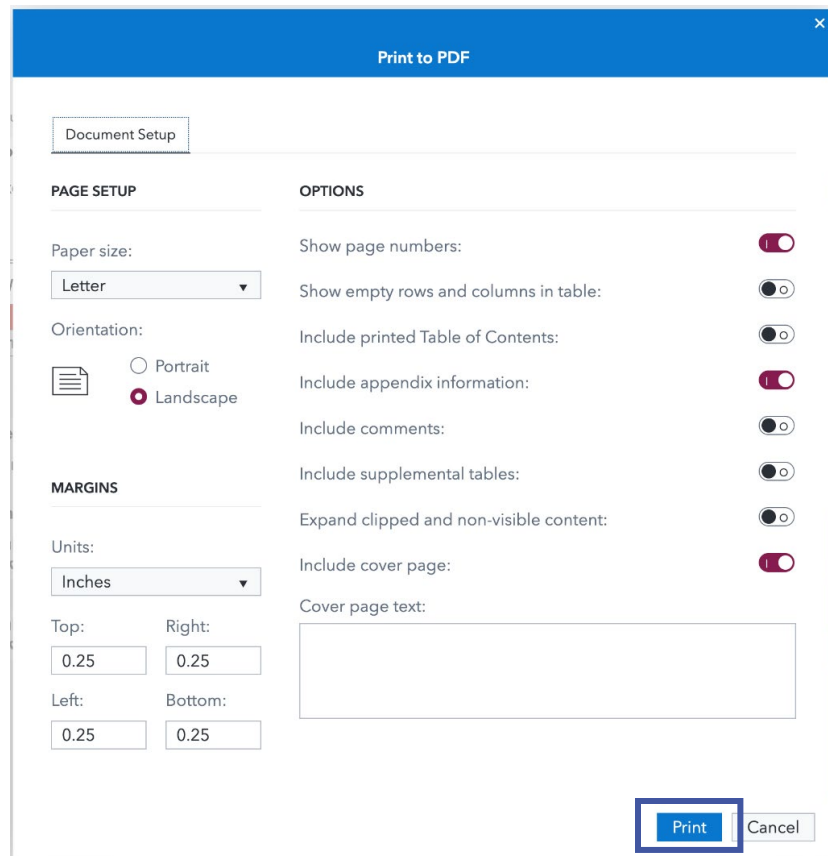 Print to PDF
Document Setup
PAGE SETUP
Paper size:
Letter
Orientation:
Portrait
Landscape
MARGINS
Units:
Inches
Top: Right:
0.25 0.25
Left: Bottom:
0.25 0.25
OPTIONS
Show page numbers:
Show empty rows and columns in table:
Include printed Table of Contents:
Include appendix information:
Include comments:
Include supplemental tables:
Expand clipped and non-visible content:
Include cover page:
Cover page text:
Print Cancel